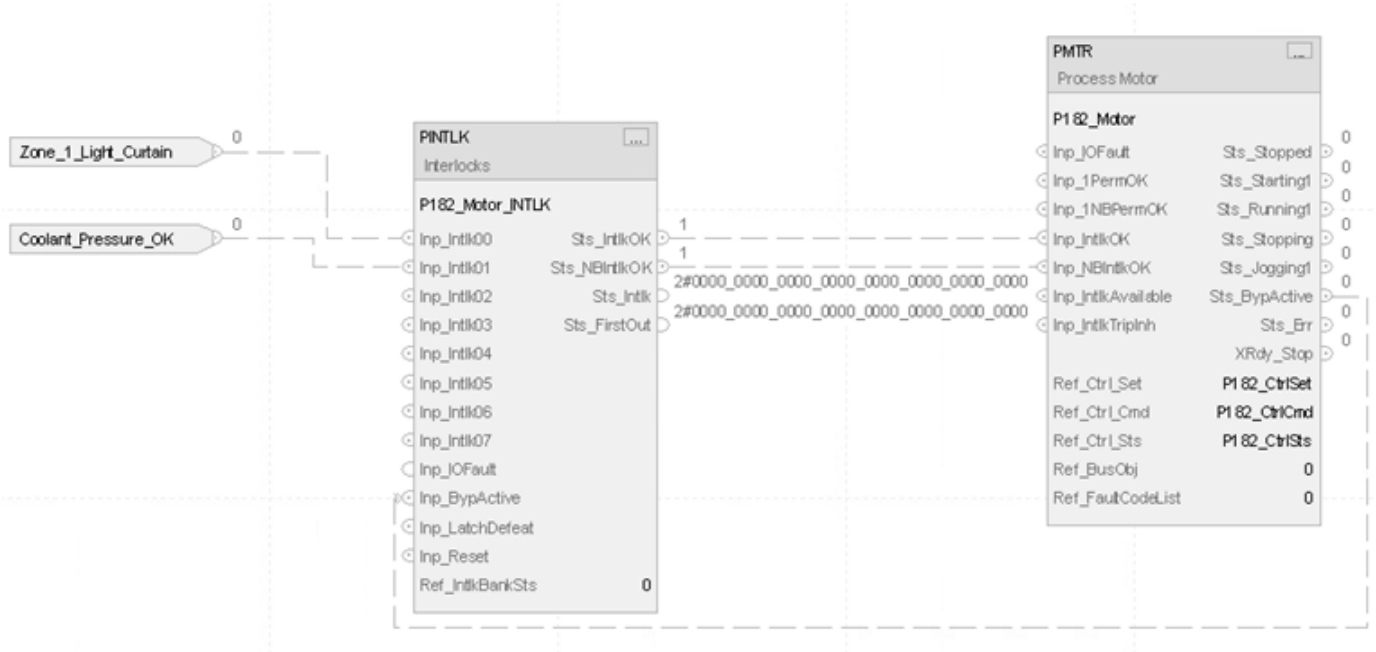 Zone_1_Light_Curtain 0
Coolant_Pressure_OK 0
PINTLK ...
Interlocks
P182_Motor_INTLK
Inp_Intlk00 Sts_IntlkOK 1
Inp_Intlk01 Sts_NBIntlkOK 1
Inp_Intlk02 Sts_Intlk 2#0000_0000_0000_0000_0000_0000_0000_0000
Inp_Intlk03 Sts_FirstOut 2#0000_0000_0000_0000_0000_0000_0000_0000
Inp_Intlk04
Inp_Intlk05
Inp_Intlk06
Inp_Intlk07
Inp_IOFault
Inp_BypActive
Inp_LatchDefeat
Inp_Reset
Ref_IntlkBankSts 0
PMTR ...
Process Motor
P182_Motor
Inp_IOFault Sts_Stopped 0
Inp_1PermOK Sts_Starting1 0
Inp_1NBPermOK Sts_Running1 0
Inp_IntlkOK Sts_Stopping 0
Inp_NBIntlkOK Sts_Jogging1 0
Inp_IntlkAvailable Sts_BypActive 0
Inp_IntlkTripInh Sts_Err 0
XRdy_Stop 0
Ref_Ctrl_Set P182_CtrlSet
Ref_Ctrl_Cmd P182_CtrlCmd
Ref_Ctrl_Sts P182_CtrlSts
Ref_BusObj 0
Ref_FaultCodeList 0